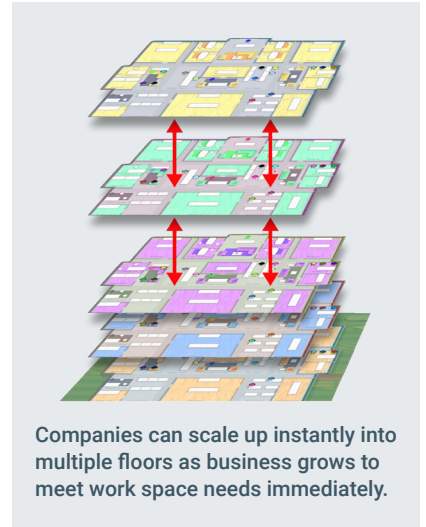 Companies can scale up instantly into
multiple floors as business grows to
meet work space needs immediately.